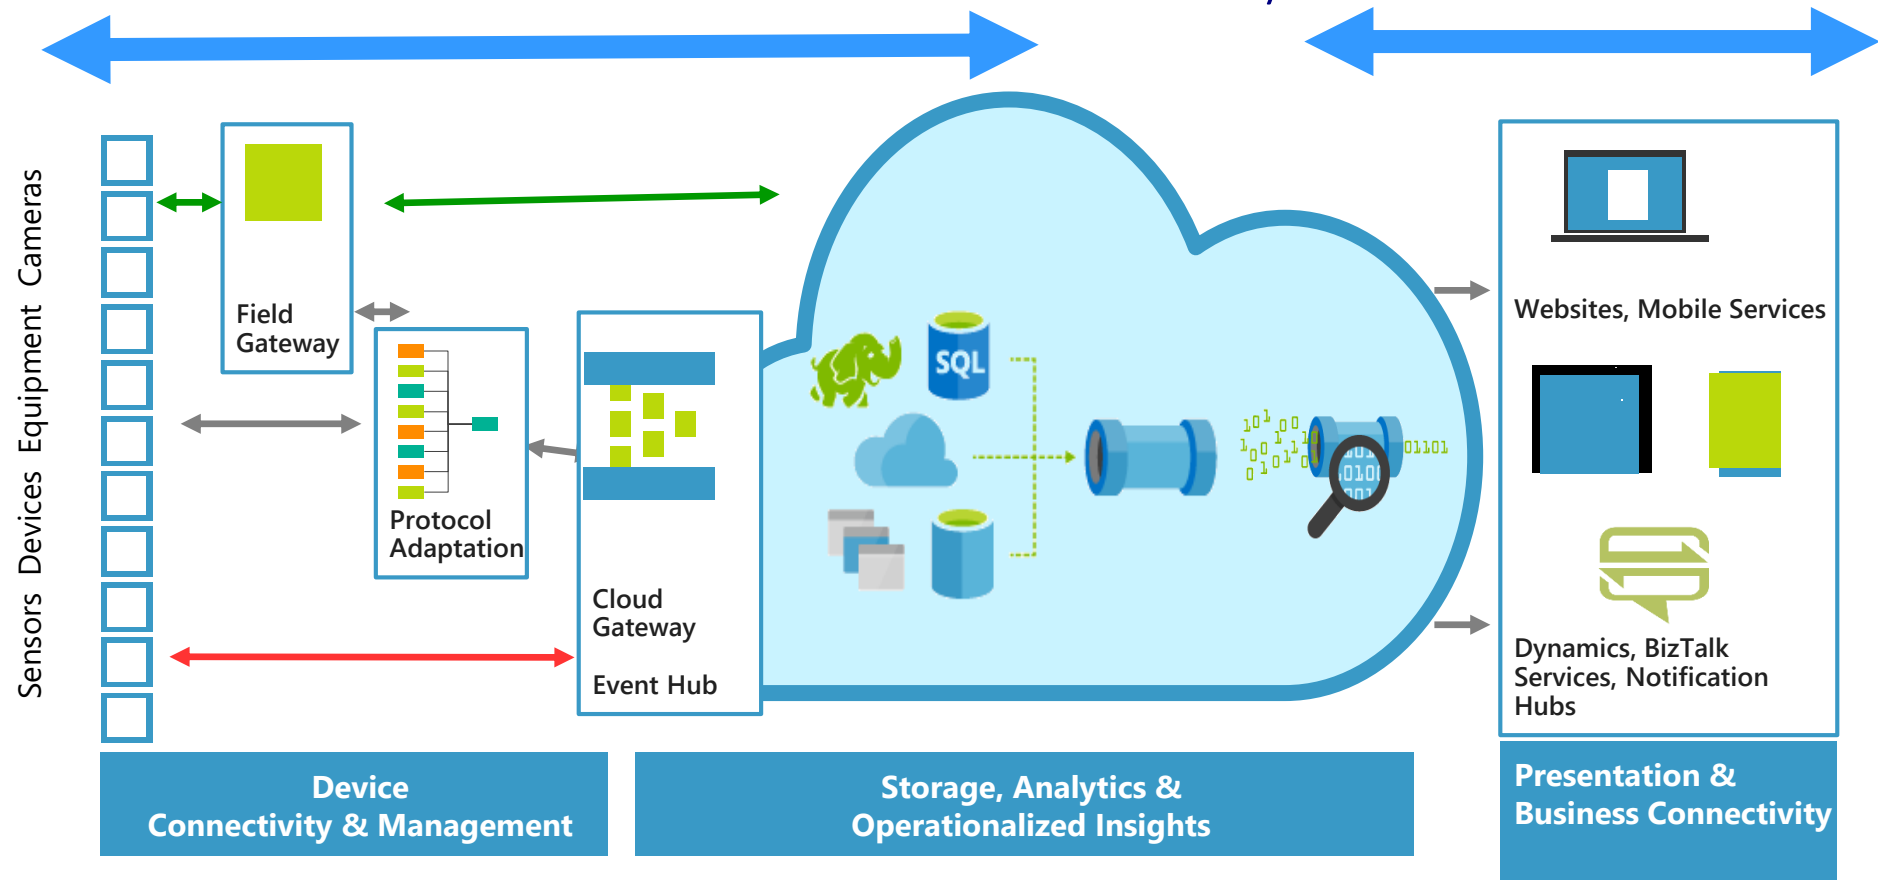 Sensors Devices Equipment Cameras
Field
Gateway
Protocol
Adaptation
Cloud
Gateway
Event Hub
SQL
01101
Websites, Mobile Services
Dynamics, BizTalk
Services, Notification
Hubs
Device
Connectivity & Management
Storage, Analytics &
Operationalized Insights
Presentation &
Business Connectivity